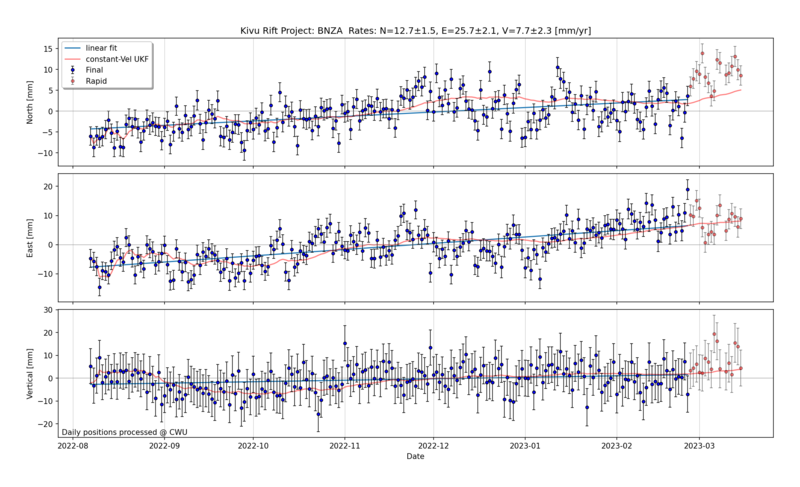 Kivu Rift Project: BNZA  Rates: N=12.7±1.5, E=25.7±2.1, V=7.7±2.3 [mm/yr]
linear fit
constant-Vel UKF
Final
Rapid
North [mm]
15
10
5
0
−5
−10
East [mm]
20
10
0
−10
Vertical [mm]
30
20
10
0
−10
−20
Daily positions processed @ CWU
2022-08 2022-09 2022-10 2022-11 2022-12 2023-01 2023-02 2023-03
Date